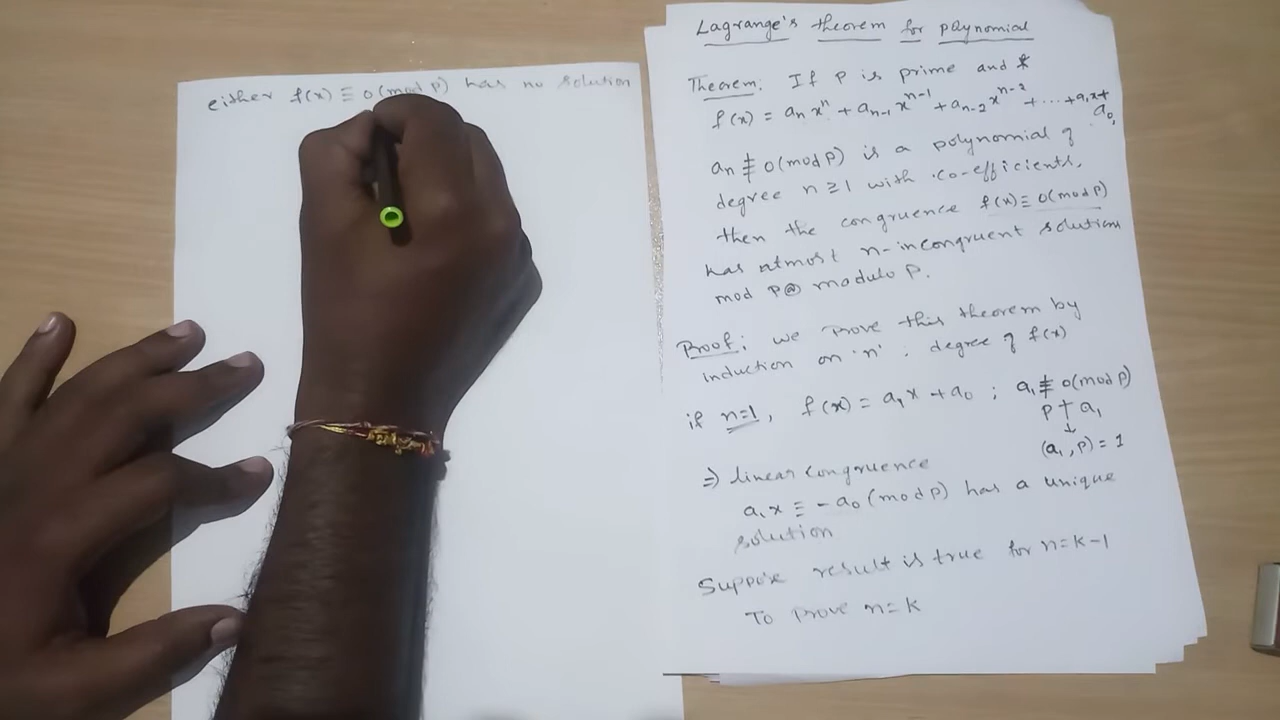 either f(x) ≡ 0(mod P) has no solution
Lagrange's theorem for polynomial
Theorem: If P is prime and
f(x) = aₙxⁿ + aₙ₋₁xⁿ⁻¹ + aₙ₋₂xⁿ⁻² + ... + a₁x + a₀,
aₙ ≢ 0(mod P) is a polynomial of
degree n ≥ 1 with co-efficients,
then the congruence f(x) ≡ 0(mod P)
has atmost n-incongruent solutions
mod P modulo P.
Proof: we prove this theorem by
induction on 'n'; degree of f(x)
if n=1, f(x) = a₁x + a₀ ; a₁ ≢ 0(mod P)
P ∤ a₁
↓
(a₁, P) = 1
⇒ linear congruence
a₁x ≡ -a₀(mod P) has a unique
solution
Suppose result is true for n=k-1
To prove n=k